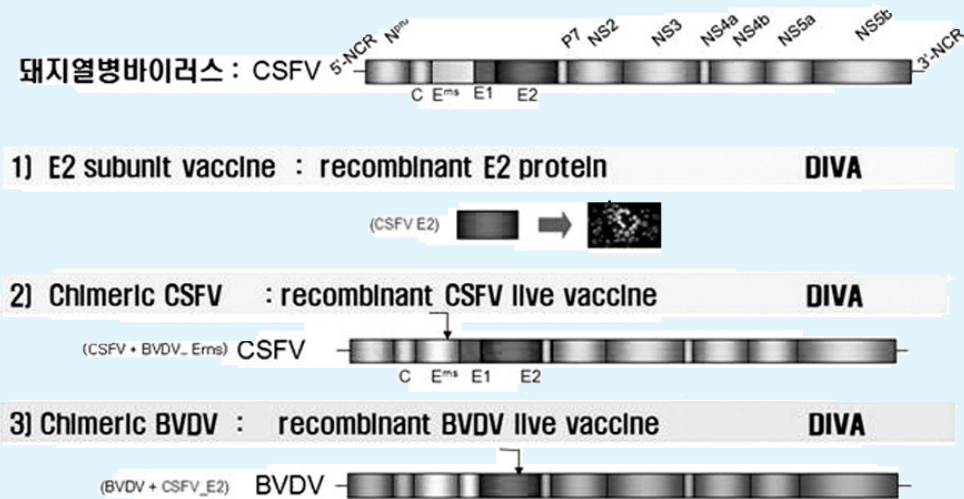 5'-NCR Npro P7 NS2 NS3 NS4a NS4b NS5a NS5b 3'-NCR
돼지열병바이러스 : CSFV
C Erns E1 E2
1) E2 subunit vaccine : recombinant E2 protein DIVA
(CSFV E2)
2) Chimeric CSFV : recombinant CSFV live vaccine DIVA
(CSFV + BVDV_ Erns) CSFV
C Erns E1 E2
3) Chimeric BVDV : recombinant BVDV live vaccine DIVA
(BVDV + CSFV_E2) BVDV